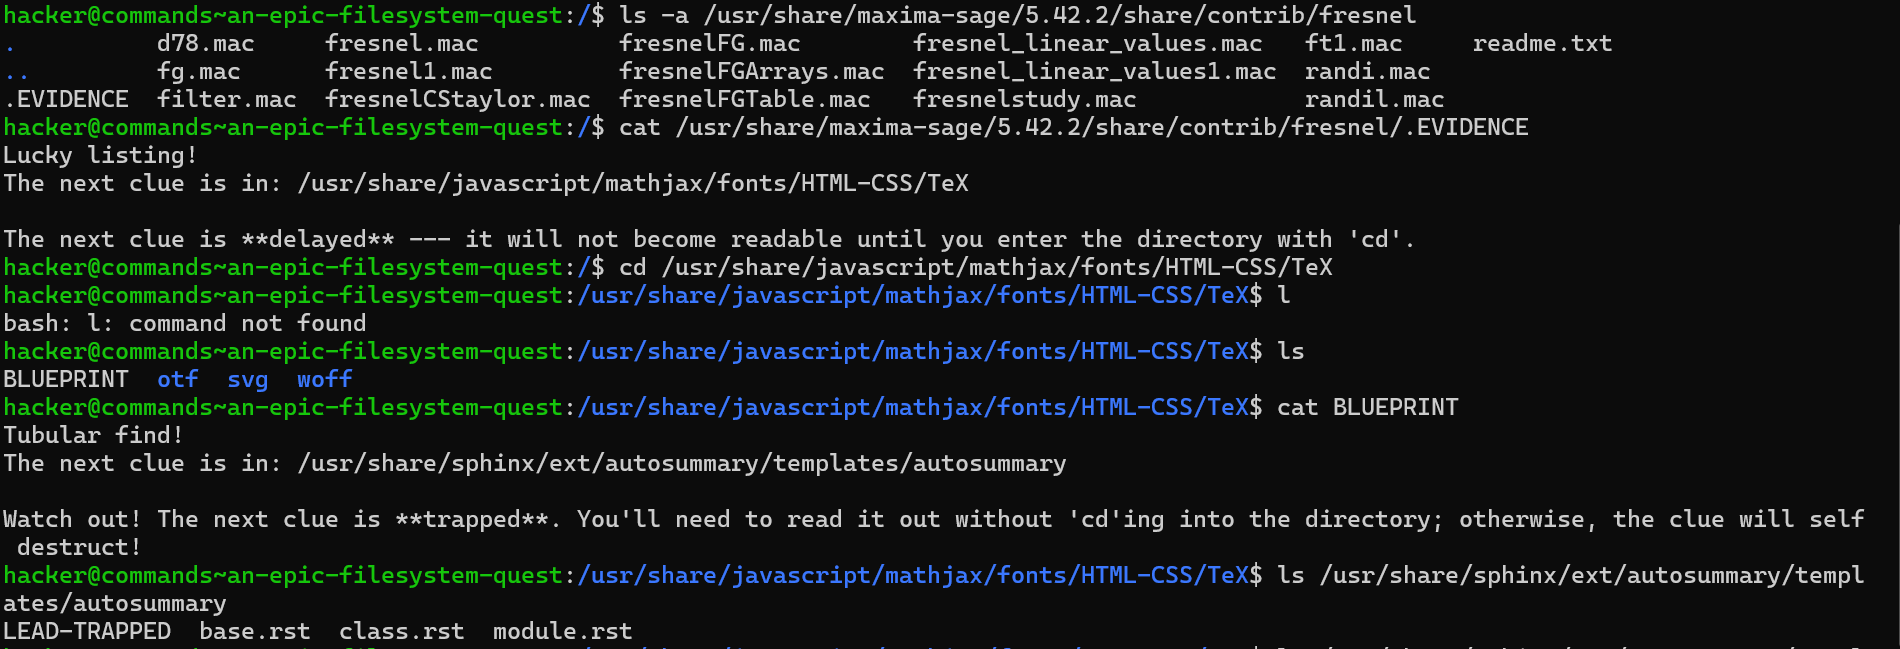 hacker@commands~an-epic-filesystem-quest:/$ ls -a /usr/share/maxima-sage/5.42.2/share/contrib/fresnel
.          d78.mac     fresnel.mac          fresnelFG.mac        fresnel_linear_values.mac   ft1.mac     readme.txt
..         fg.mac      fresnel1.mac         fresnelFGArrays.mac  fresnel_linear_values1.mac  randi.mac
.EVIDENCE  filter.mac  fresnelCStaylor.mac  fresnelFGTable.mac   fresnelstudy.mac            randil.mac
hacker@commands~an-epic-filesystem-quest:/$ cat /usr/share/maxima-sage/5.42.2/share/contrib/fresnel/.EVIDENCE
Lucky listing!
The next clue is in: /usr/share/javascript/mathjax/fonts/HTML-CSS/TeX
The next clue is **delayed** --- it will not become readable until you enter the directory with 'cd'.
hacker@commands~an-epic-filesystem-quest:/$ cd /usr/share/javascript/mathjax/fonts/HTML-CSS/TeX
hacker@commands~an-epic-filesystem-quest:/usr/share/javascript/mathjax/fonts/HTML-CSS/TeX$ l
bash: l: command not found
hacker@commands~an-epic-filesystem-quest:/usr/share/javascript/mathjax/fonts/HTML-CSS/TeX$ ls
BLUEPRINT  otf  svg  woff
hacker@commands~an-epic-filesystem-quest:/usr/share/javascript/mathjax/fonts/HTML-CSS/TeX$ cat BLUEPRINT
Tubular find!
The next clue is in: /usr/share/sphinx/ext/autosummary/templates/autosummary
Watch out! The next clue is **trapped**. You'll need to read it out without 'cd'ing into the directory; otherwise, the clue will self
 destruct!
hacker@commands~an-epic-filesystem-quest:/usr/share/javascript/mathjax/fonts/HTML-CSS/TeX$ ls /usr/share/sphinx/ext/autosummary/templ
ates/autosummary
LEAD-TRAPPED  base.rst  class.rst  module.rst